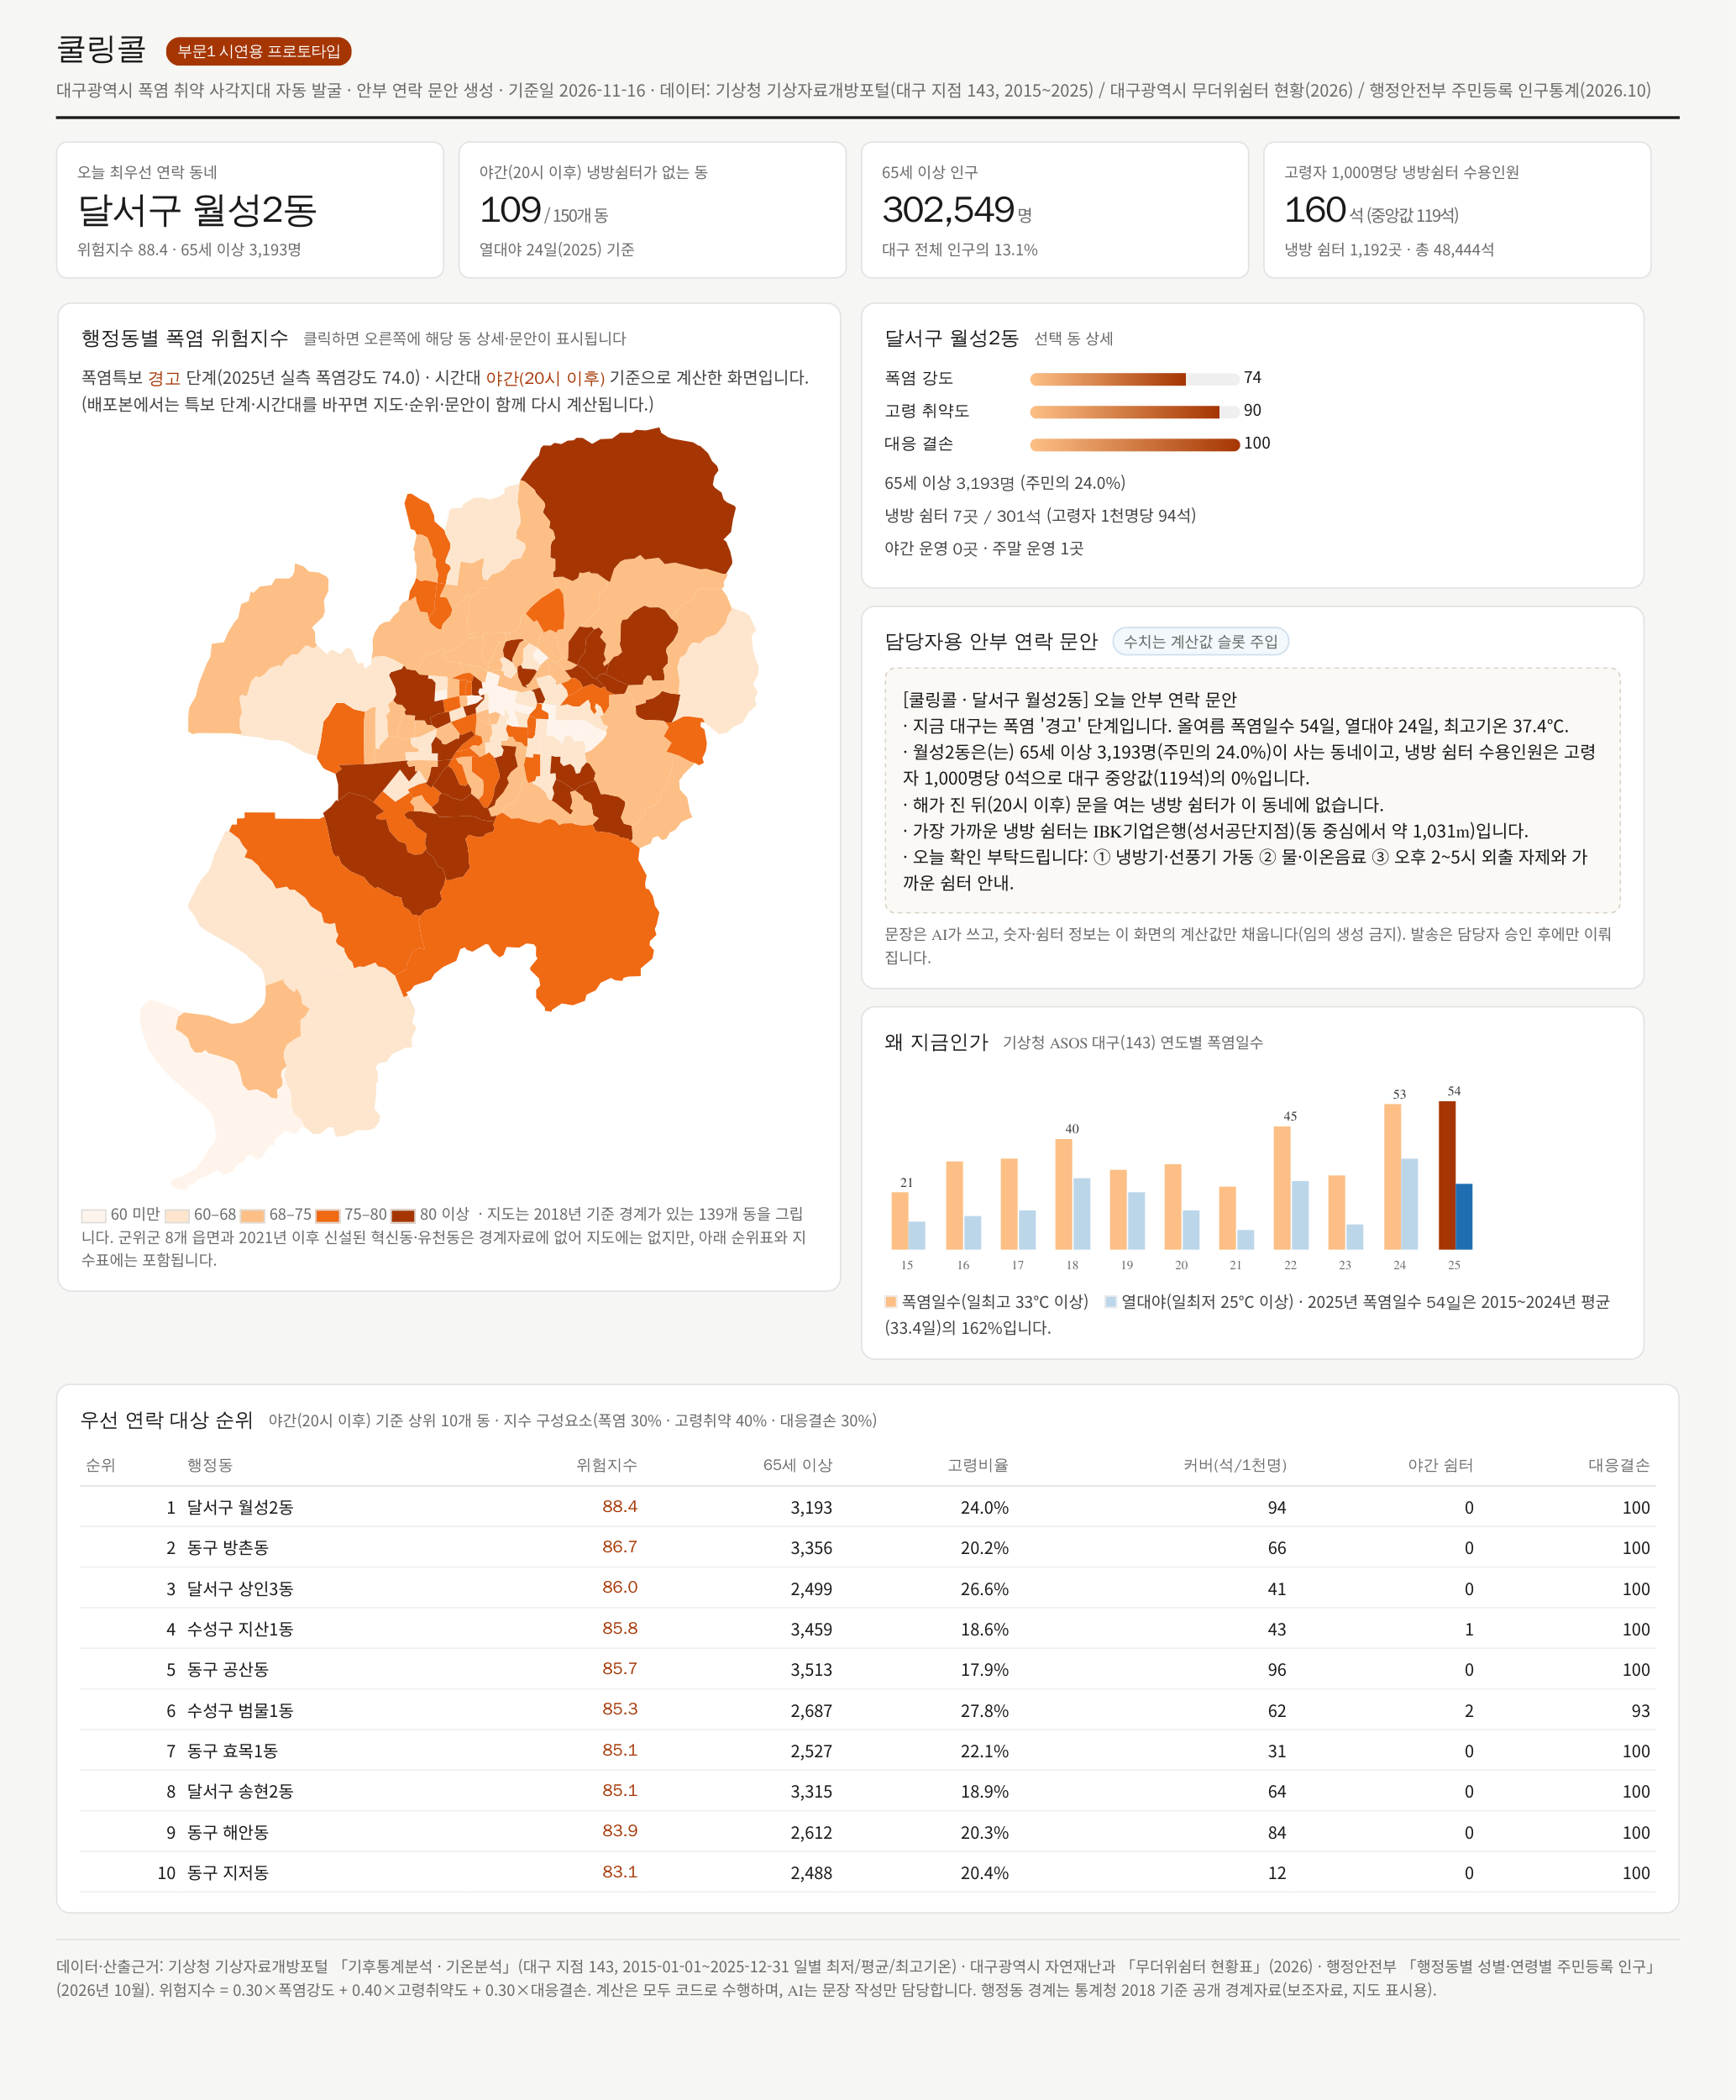 쿨링콜 부문1 시연용 프로토타입
대구광역시 폭염 취약 사각지대 자동 발굴 · 안부 연락 문안 생성 · 기준일 2026-11-16 · 데이터: 기상청 기상자료개방포털(대구 지점 143, 2015~2025) / 대구광역시 무더위쉼터 현황(2026) / 행정안전부 주민등록 인구통계(2026.10)
오늘 최우선 연락 동네
달서구 월성2동
위험지수 88.4 · 65세 이상 3,193명
야간(20시 이후) 냉방쉼터가 없는 동
109 / 150개 동
열대야 24일(2025) 기준
65세 이상 인구
302,549 명
대구 전체 인구의 13.1%
고령자 1,000명당 냉방쉼터 수용인원
160 석 (중앙값 119석)
냉방 쉼터 1,192곳 · 총 48,444석
행정동별 폭염 위험지수 클릭하면 오른쪽에 해당 동 상세·문안이 표시됩니다
폭염특보 경고 단계(2025년 실측 폭염강도 74.0) · 시간대 야간(20시 이후) 기준으로 계산한 화면입니다.
(배포본에서는 특보 단계·시간대를 바꾸면 지도·순위·문안이 함께 다시 계산됩니다.)
60 미만 60–68 68–75 75–80 80 이상 · 지도는 2018년 기준 경계가 있는 139개 동을 그립
니다. 군위군 8개 읍면과 2021년 이후 신설된 혁신동·유천동은 경계자료에 없어 지도에는 없지만, 아래 순위표와 지
수표에는 포함됩니다.
달서구 월성2동 선택 동 상세
폭염 강도 74
고령 취약도 90
대응 결손 100
65세 이상 3,193명 (주민의 24.0%)
냉방 쉼터 7곳 / 301석 (고령자 1천명당 94석)
야간 운영 0곳 · 주말 운영 1곳
담당자용 안부 연락 문안 수치는 계산값 슬롯 주입
[쿨링콜 · 달서구 월성2동] 오늘 안부 연락 문안
· 지금 대구는 폭염 '경고' 단계입니다. 올여름 폭염일수 54일, 열대야 24일, 최고기온 37.4℃.
· 월성2동은(는) 65세 이상 3,193명(주민의 24.0%)이 사는 동네이고, 냉방 쉼터 수용인원은 고령
자 1,000명당 0석으로 대구 중앙값(119석)의 0%입니다.
· 해가 진 뒤(20시 이후) 문을 여는 냉방 쉼터가 이 동네에 없습니다.
· 가장 가까운 냉방 쉼터는 IBK기업은행(성서공단지점)(동 중심에서 약 1,031m)입니다.
· 오늘 확인 부탁드립니다: ① 냉방기·선풍기 가동 ② 물·이온음료 ③ 오후 2~5시 외출 자제와 가
까운 쉼터 안내.
문장은 AI가 쓰고, 숫자·쉼터 정보는 이 화면의 계산값만 채웁니다(임의 생성 금지). 발송은 담당자 승인 후에만 이뤄
집니다.
왜 지금인가 기상청 ASOS 대구(143) 연도별 폭염일수
21 40 45 53 54
15 16 17 18 19 20 21 22 23 24 25
폭염일수(일최고 33℃ 이상) 열대야(일최저 25℃ 이상) · 2025년 폭염일수 54일은 2015~2024년 평균
(33.4일)의 162%입니다.
우선 연락 대상 순위 야간(20시 이후) 기준 상위 10개 동 · 지수 구성요소(폭염 30% · 고령취약 40% · 대응결손 30%)
순위 행정동 위험지수 65세 이상 고령비율 커버(석/1천명) 야간 쉼터 대응결손
1 달서구 월성2동 88.4 3,193 24.0% 94 0 100
2 동구 방촌동 86.7 3,356 20.2% 66 0 100
3 달서구 상인3동 86.0 2,499 26.6% 41 0 100
4 수성구 지산1동 85.8 3,459 18.6% 43 1 100
5 동구 공산동 85.7 3,513 17.9% 96 0 100
6 수성구 범물1동 85.3 2,687 27.8% 62 2 93
7 동구 효목1동 85.1 2,527 22.1% 31 0 100
8 달서구 송현2동 85.1 3,315 18.9% 64 0 100
9 동구 해안동 83.9 2,612 20.3% 84 0 100
10 동구 지저동 83.1 2,488 20.4% 12 0 100
데이터·산출근거: 기상청 기상자료개방포털 「기후통계분석 · 기온분석」(대구 지점 143, 2015-01-01~2025-12-31 일별 최저/평균/최고기온) · 대구광역시 자연재난과 「무더위쉼터 현황표」(2026) · 행정안전부 「행정동별 성별·연령별 주민등록 인구」
(2026년 10월). 위험지수 = 0.30×폭염강도 + 0.40×고령취약도 + 0.30×대응결손. 계산은 모두 코드로 수행하며, AI는 문장 작성만 담당합니다. 행정동 경계는 통계청 2018 기준 공개 경계자료(보조자료, 지도 표시용).